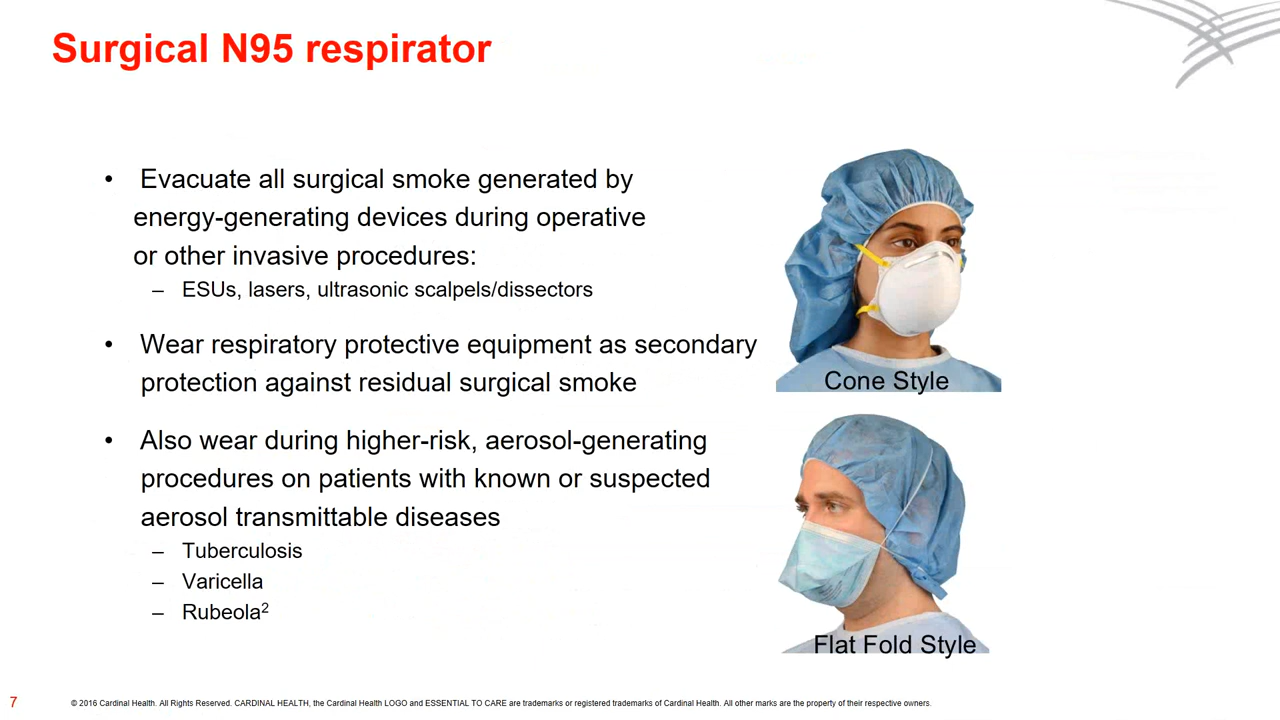 Surgical N95 respirator
• Evacuate all surgical smoke generated by
energy-generating devices during operative
or other invasive procedures:
– ESUs, lasers, ultrasonic scalpels/dissectors
• Wear respiratory protective equipment as secondary
protection against residual surgical smoke
Cone Style
• Also wear during higher-risk, aerosol-generating
procedures on patients with known or suspected
aerosol transmittable diseases
– Tuberculosis
– Varicella
– Rubeola²
Flat Fold Style
7
© 2016 Cardinal Health. All Rights Reserved. CARDINAL HEALTH, the Cardinal Health LOGO and ESSENTIAL TO CARE are trademarks or registered trademarks of Cardinal Health. All other marks are the property of their respective owners.